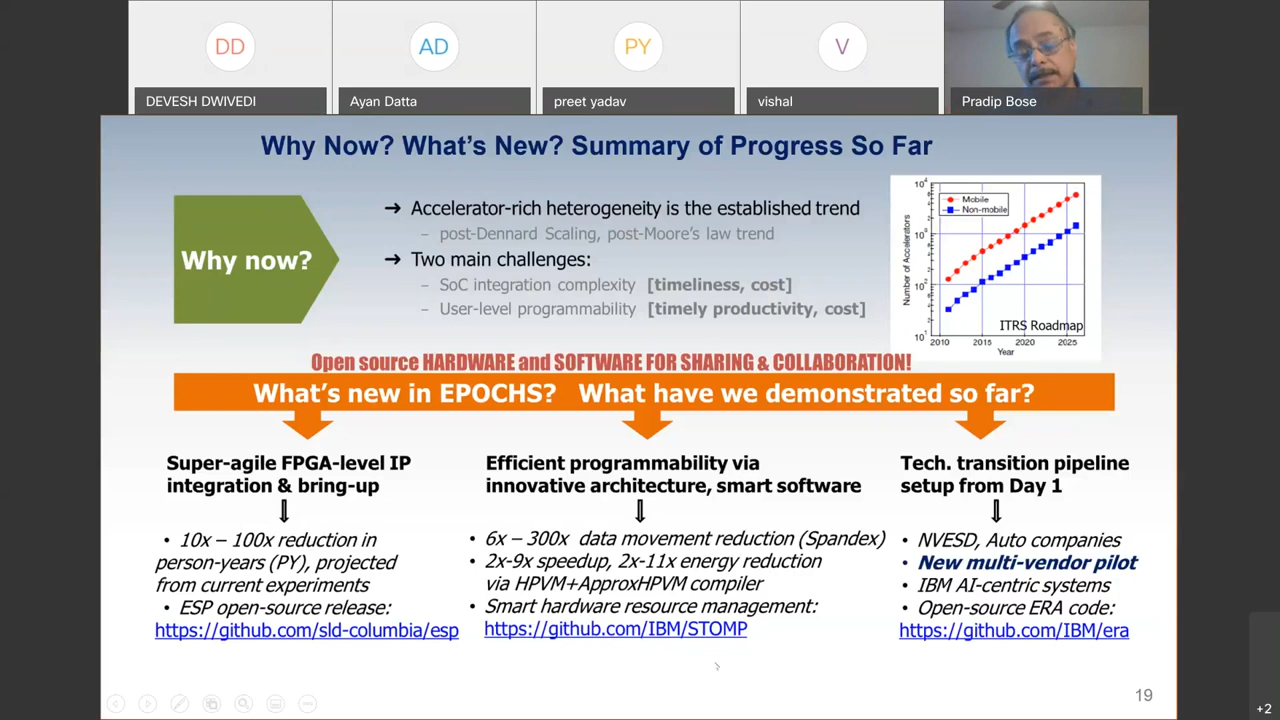 DD
AD
PY
V
DEVESH DWIVEDI
Ayan Datta
preet yadav
vishal
Pradip Bose
Why Now? What's New? Summary of Progress So Far
Why now?
➔ Accelerator-rich heterogeneity is the established trend
– post-Dennard Scaling, post-Moore's law trend
➔ Two main challenges:
– SoC integration complexity [timeliness, cost]
– User-level programmability [timely productivity, cost]
Number of Accelerators
10⁴
10³
10²
10¹
Mobile
Non-mobile
ITRS Roadmap
2010 2015 2020 2025
Year
Open source HARDWARE and SOFTWARE FOR SHARING & COLLABORATION!
What's new in EPOCHS? What have we demonstrated so far?
Super-agile FPGA-level IP
integration & bring-up
• 10x – 100x reduction in
person-years (PY), projected
from current experiments
• ESP open-source release:
https://github.com/sld-columbia/esp
Efficient programmability via
innovative architecture, smart software
• 6x – 300x data movement reduction (Spandex)
• 2x-9x speedup, 2x-11x energy reduction
via HPVM+ApproxHPVM compiler
• Smart hardware resource management:
https://github.com/IBM/STOMP
Tech. transition pipeline
setup from Day 1
• NVESD, Auto companies
• New multi-vendor pilot
• IBM AI-centric systems
• Open-source ERA code:
https://github.com/IBM/era
19
+2